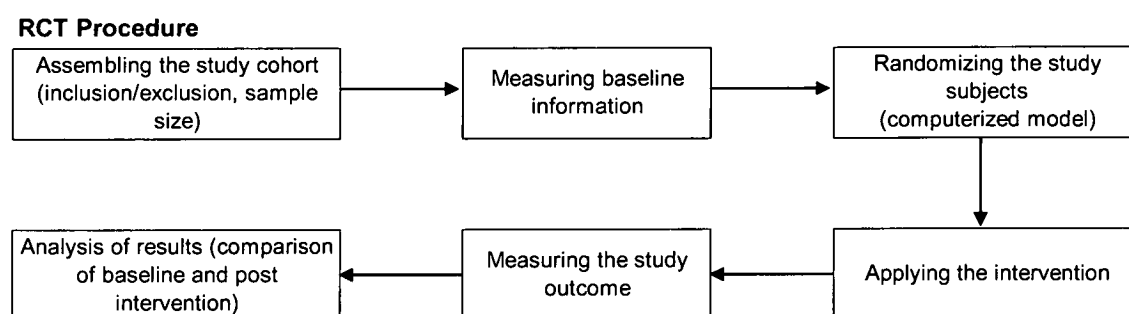 RCT Procedure
Assembling the study cohort
(inclusion/exclusion, sample
size)
Measuring baseline
information
Randomizing the study
subjects
(computerized model)
Applying the intervention
Measuring the study
outcome
Analysis of results (comparison
of baseline and post
intervention)